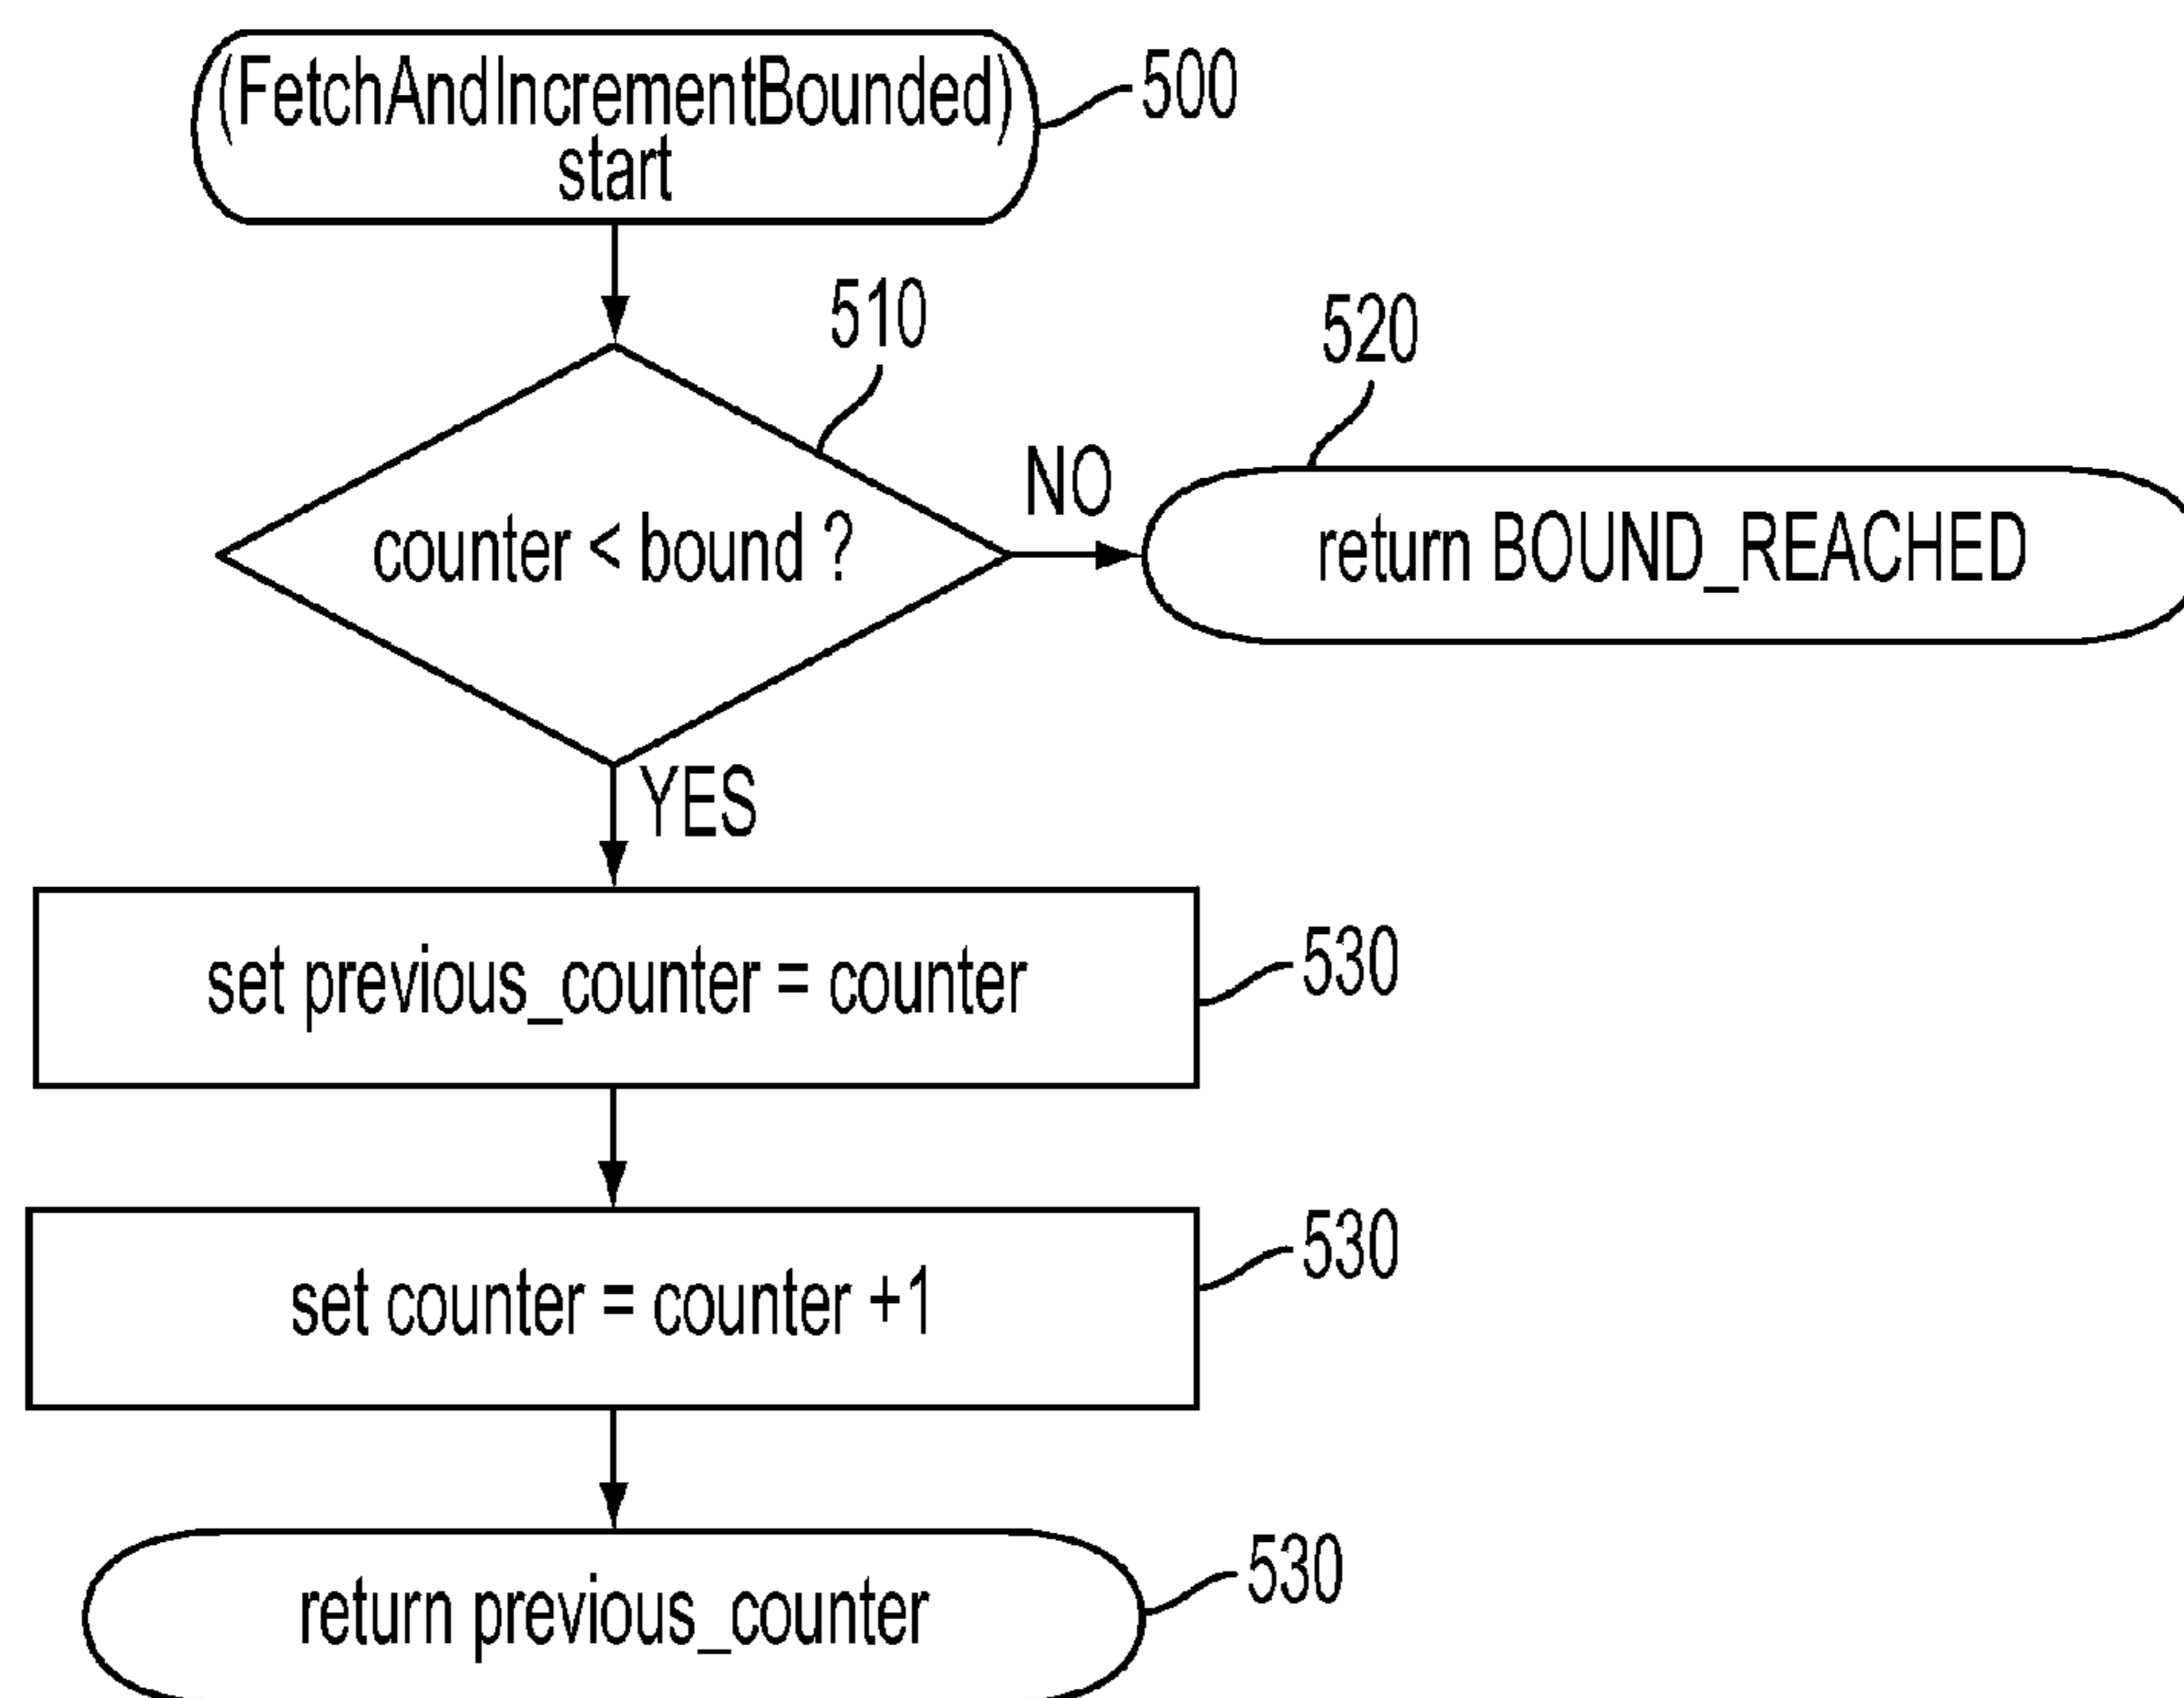 (FetchAndIncrementBounded)
start
500
510
520
counter < bound ?
NO
return BOUND_REACHED
YES
set previous_counter = counter
530
set counter = counter +1
530
return previous_counter
530